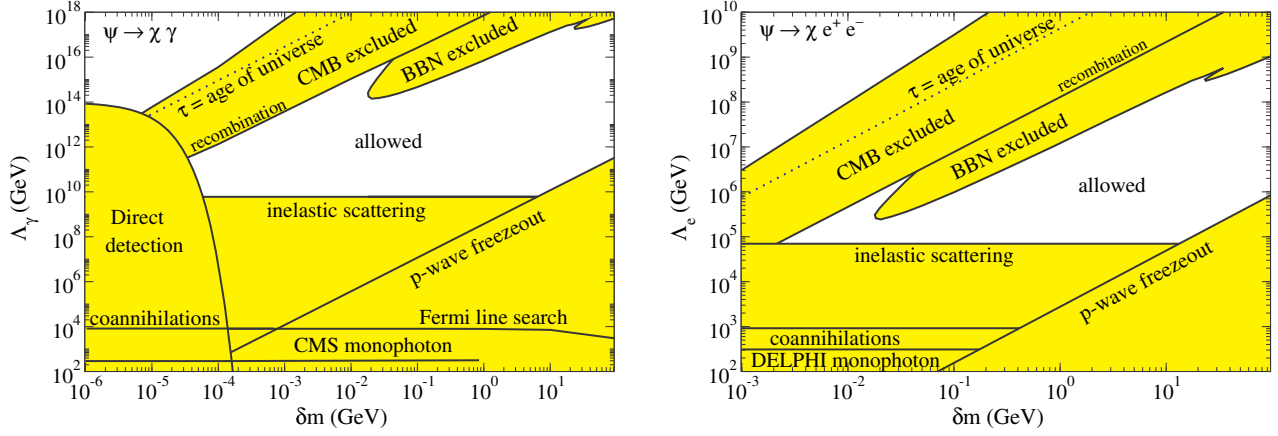 ψ → χ γ
τ = age of universe
CMB excluded
BBN excluded
recombination
allowed
Direct
detection
inelastic scattering
p-wave freezeout
coannihilations
Fermi line search
CMS monophoton
10^18
10^16
10^14
10^12
10^10
10^8
10^6
10^4
10^2
Λ_γ (GeV)
10^-6 10^-5 10^-4 10^-3 10^-2 10^-1 10^0 10^1
δm (GeV)
ψ → χ e^+ e^-
τ = age of universe
recombination
CMB excluded
BBN excluded
allowed
inelastic scattering
p-wave freezeout
coannihilations
DELPHI monophoton
10^10
10^9
10^8
10^7
10^6
10^5
10^4
10^3
10^2
Λ_e (GeV)
10^-3 10^-2 10^-1 10^0 10^1
δm (GeV)